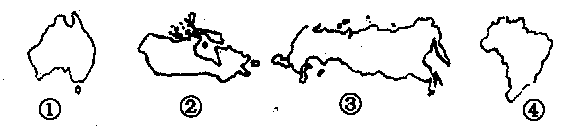 ① ② ③ ④